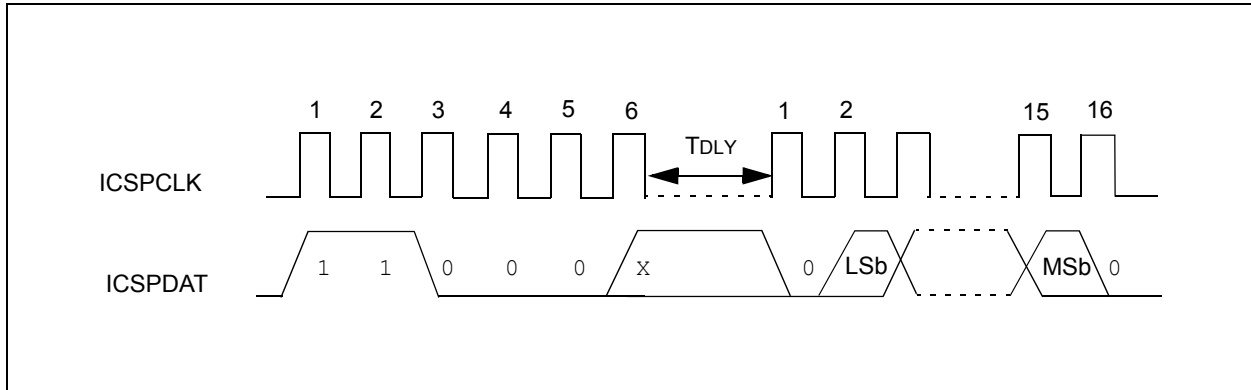 1 2 3 4 5 6 1 2 15 16
TDLY
ICSPCLK
ICSPDAT
1 1 0 0 0 X 0 LSb MSb 0